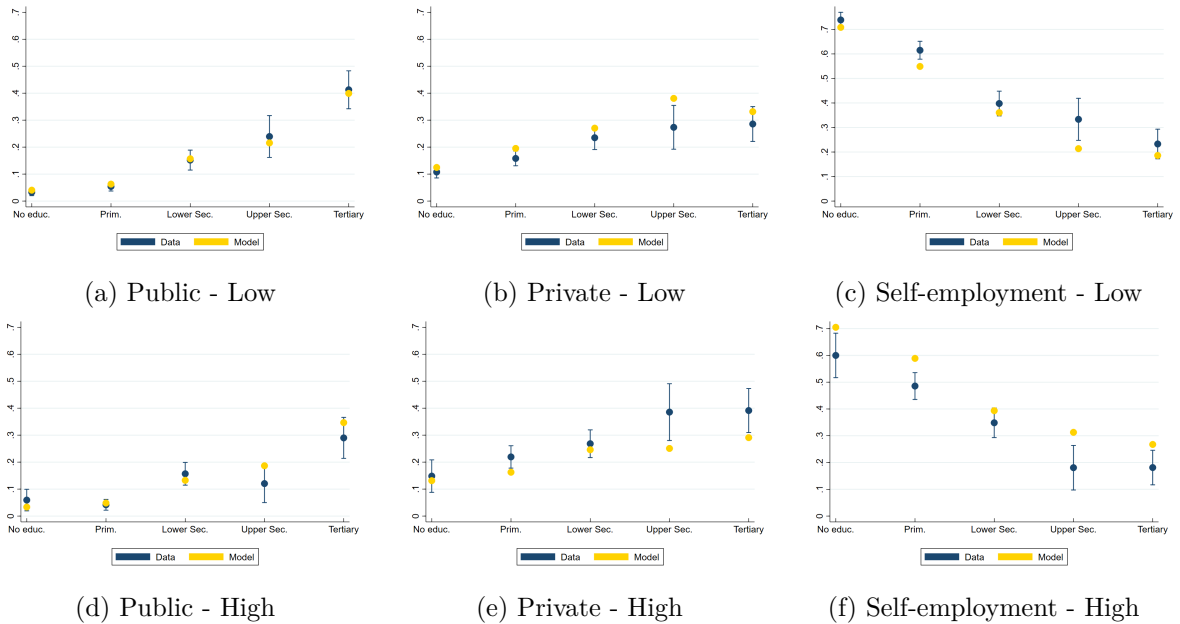 .7
.6
.5
.4
.3
.2
.1
0
No educ. Prim. Lower Sec. Upper Sec. Tertiary
Data Model
(a) Public - Low
.7
.6
.5
.4
.3
.2
.1
0
No educ. Prim. Lower Sec. Upper Sec. Tertiary
Data Model
(b) Private - Low
.7
.6
.5
.4
.3
.2
.1
0
No educ. Prim. Lower Sec. Upper Sec. Tertiary
Data Model
(c) Self-employment - Low
.7
.6
.5
.4
.3
.2
.1
0
No educ. Prim. Lower Sec. Upper Sec. Tertiary
Data Model
(d) Public - High
.7
.6
.5
.4
.3
.2
.1
0
No educ. Prim. Lower Sec. Upper Sec. Tertiary
Data Model
(e) Private - High
.7
.6
.5
.4
.3
.2
.1
0
No educ. Prim. Lower Sec. Upper Sec. Tertiary
Data Model
(f) Self-employment - High